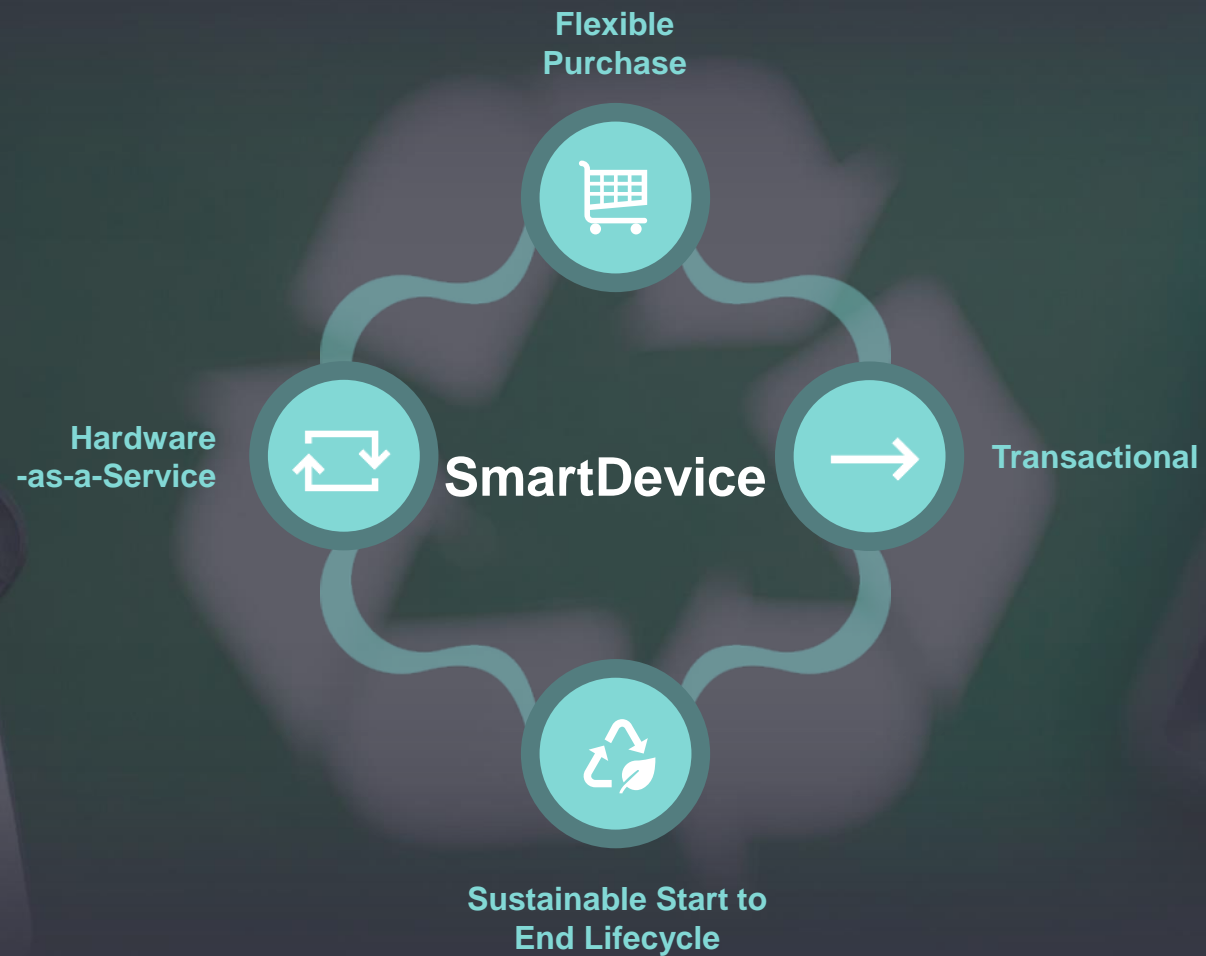 Flexible
Purchase
Hardware
-as-a-Service
SmartDevice
Transactional
Sustainable Start to
End Lifecycle